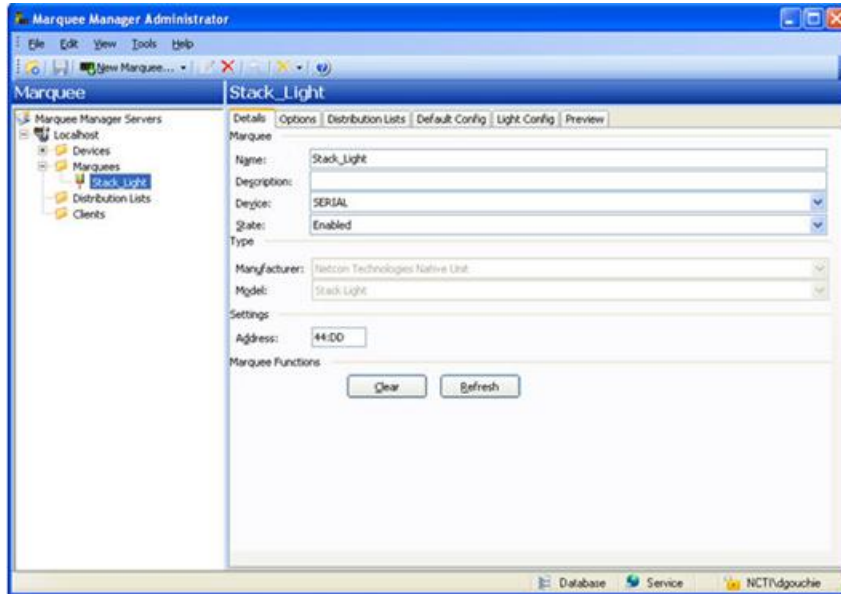 Marquee Manager Administrator
File Edit View Tools Help
New Marquee...
Marquee
Stack_Light
Marquee Manager Servers
Localhost
Devices
Marquees
Stack_Light
Distribution Lists
Clients
Details Options Distribution Lists Default Config Light Config Preview
Marquee
Name: Stack_Light
Description:
Device: SERIAL
State: Enabled
Type
Manufacturer: Netcon Technologies Native Unit
Model: Stack Light
Settings
Address: 44:DD
Marquee Functions
Clear Refresh
Database Service NCTI\dgouchie